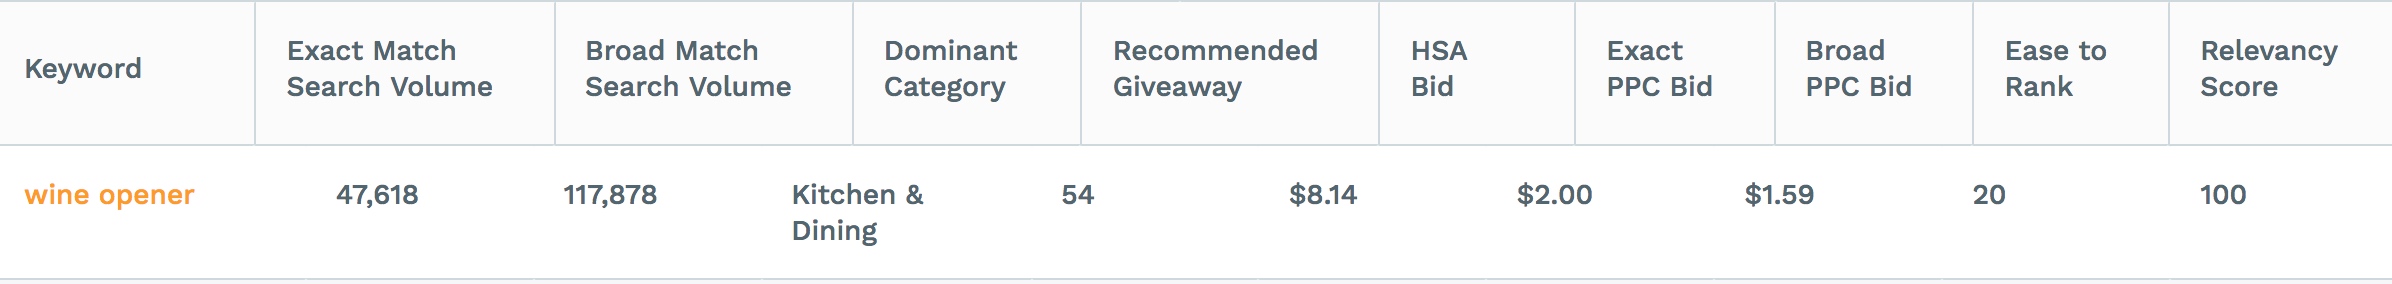 Keyword
Exact Match
Search Volume
Broad Match
Search Volume
Dominant
Category
Recommended
Giveaway
HSA
Bid
Exact
PPC Bid
Broad
PPC Bid
Ease to
Rank
Relevancy
Score
wine opener
47,618
117,878
Kitchen &
Dining
54
$8.14
$2.00
$1.59
20
100